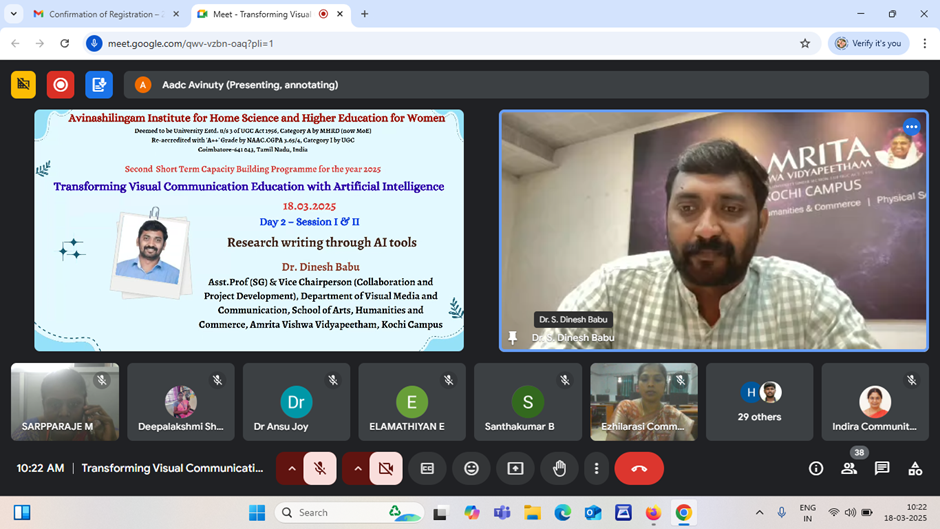 Confirmation of Registration – 2
Meet - Transforming Visual
meet.google.com/qwv-vzbn-oaq?pli=1
Verify it's you
A
Aadc Avinuty (Presenting, annotating)
Avinashilingam Institute for Home Science and Higher Education for Women
Deemed to be University Estd. u/s 3 of UGC Act 1956, Category A by MHRD (now MoE)
Re-accredited with 'A++' Grade by NAAC.CGPA 3.65/4, Category I by UGC
Coimbatore-641 043, Tamil Nadu, India
Second Short Term Capacity Building Programme for the year 2025
Transforming Visual Communication Education with Artificial Intelligence
18.03.2025
Day 2 – Session I & II
Research writing through AI tools
Dr. Dinesh Babu
Asst.Prof (SG) & Vice Chairperson (Collaboration and
Project Development), Department of Visual Media and
Communication, School of Arts, Humanities and
Commerce, Amrita Vishwa Vidyapeetham, Kochi Campus
MRITA
WA VIDYAPEETHAM
KOCHI CAMPUS
umanities & Commerce | Physical S
Dr. S. Dinesh Babu
Dr. S. Dinesh Babu
SARPPARAJE M
Deepalakshmi Sh...
Dr
Dr Ansu Joy
E
ELAMATHIYAN E
S
Santhakumar B
Ezhilarasi Comm...
H
29 others
Indira Communit...
10:22 AM | Transforming Visual Communicati...
38
Search
ENG
IN
10:22
18-03-2025